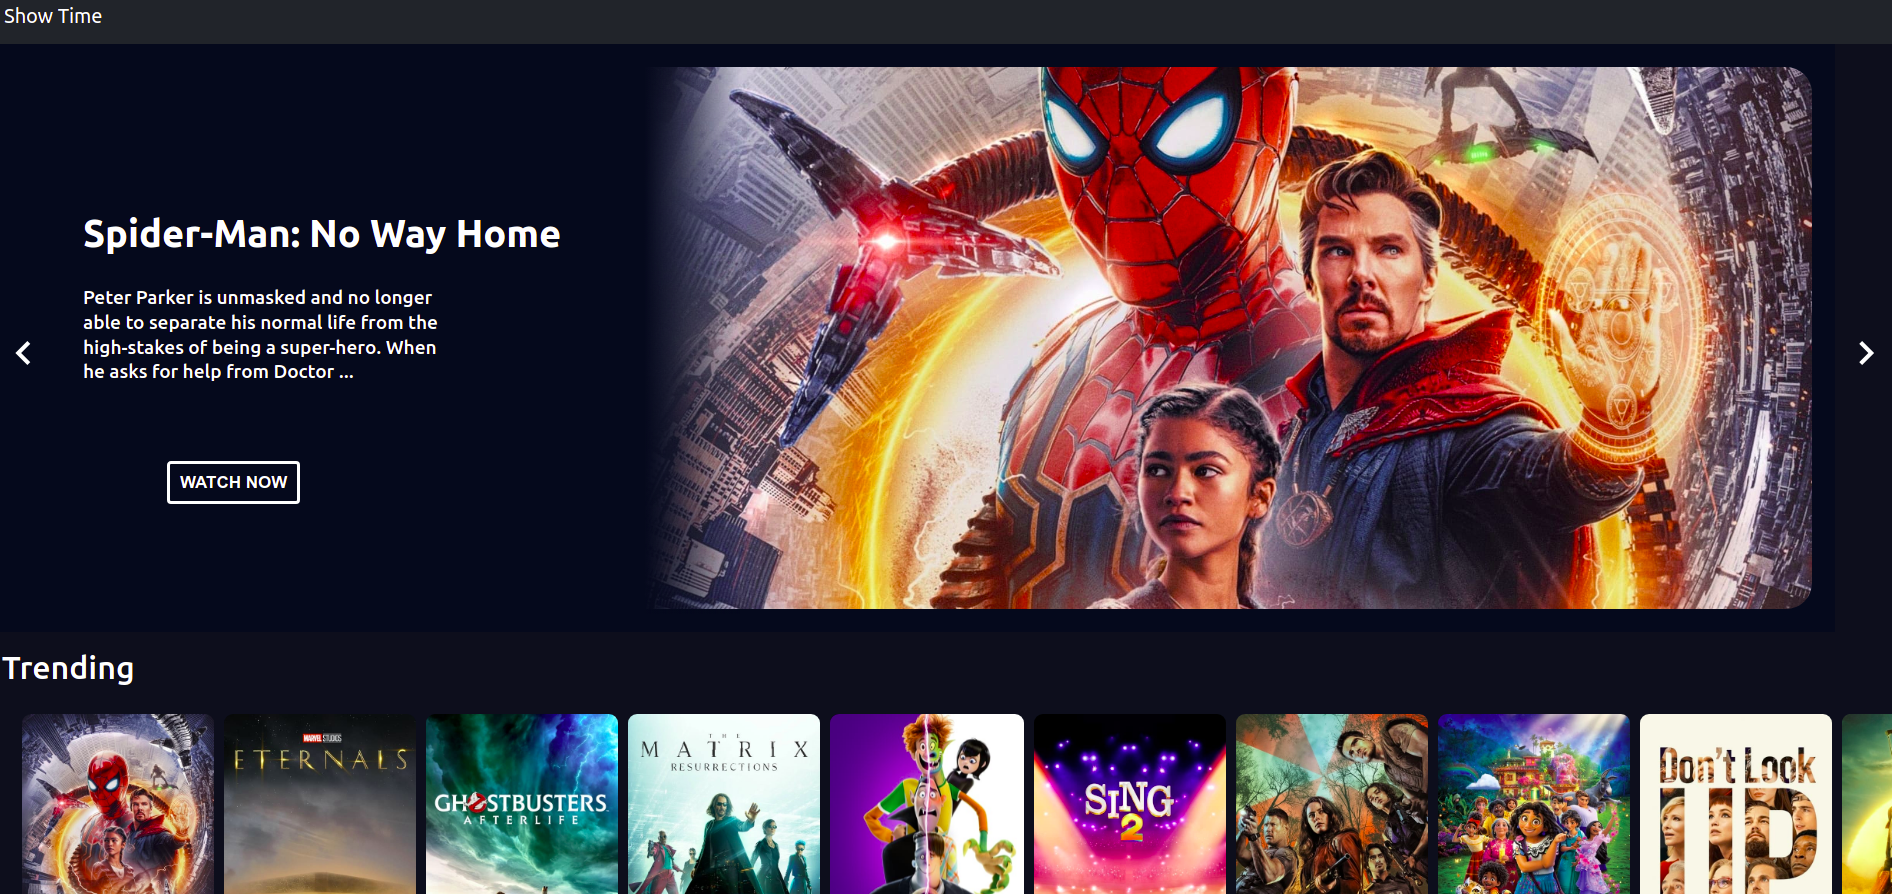 Show Time
Spider-Man: No Way Home
Peter Parker is unmasked and no longer
able to separate his normal life from the
high-stakes of being a super-hero. When
he asks for help from Doctor ...
WATCH NOW
Trending
MARVEL STUDIOS
ETERNALS
GHOSTBUSTERS
AFTERLIFE
THE
MATRIX
RESURRECTIONS
SING
2
Don't Look
UP